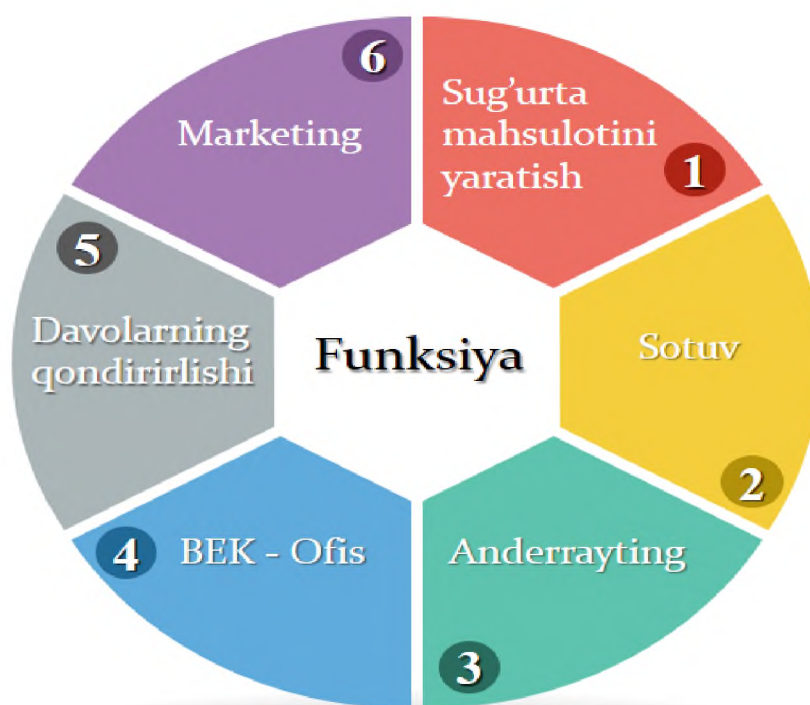 Funksiya
1
Sug’urta
mahsulotini
yaratish
2
Sotuv
3
Anderrayting
4
BEK - Ofis
5
Davolarning
qondirirlishi
6
Marketing